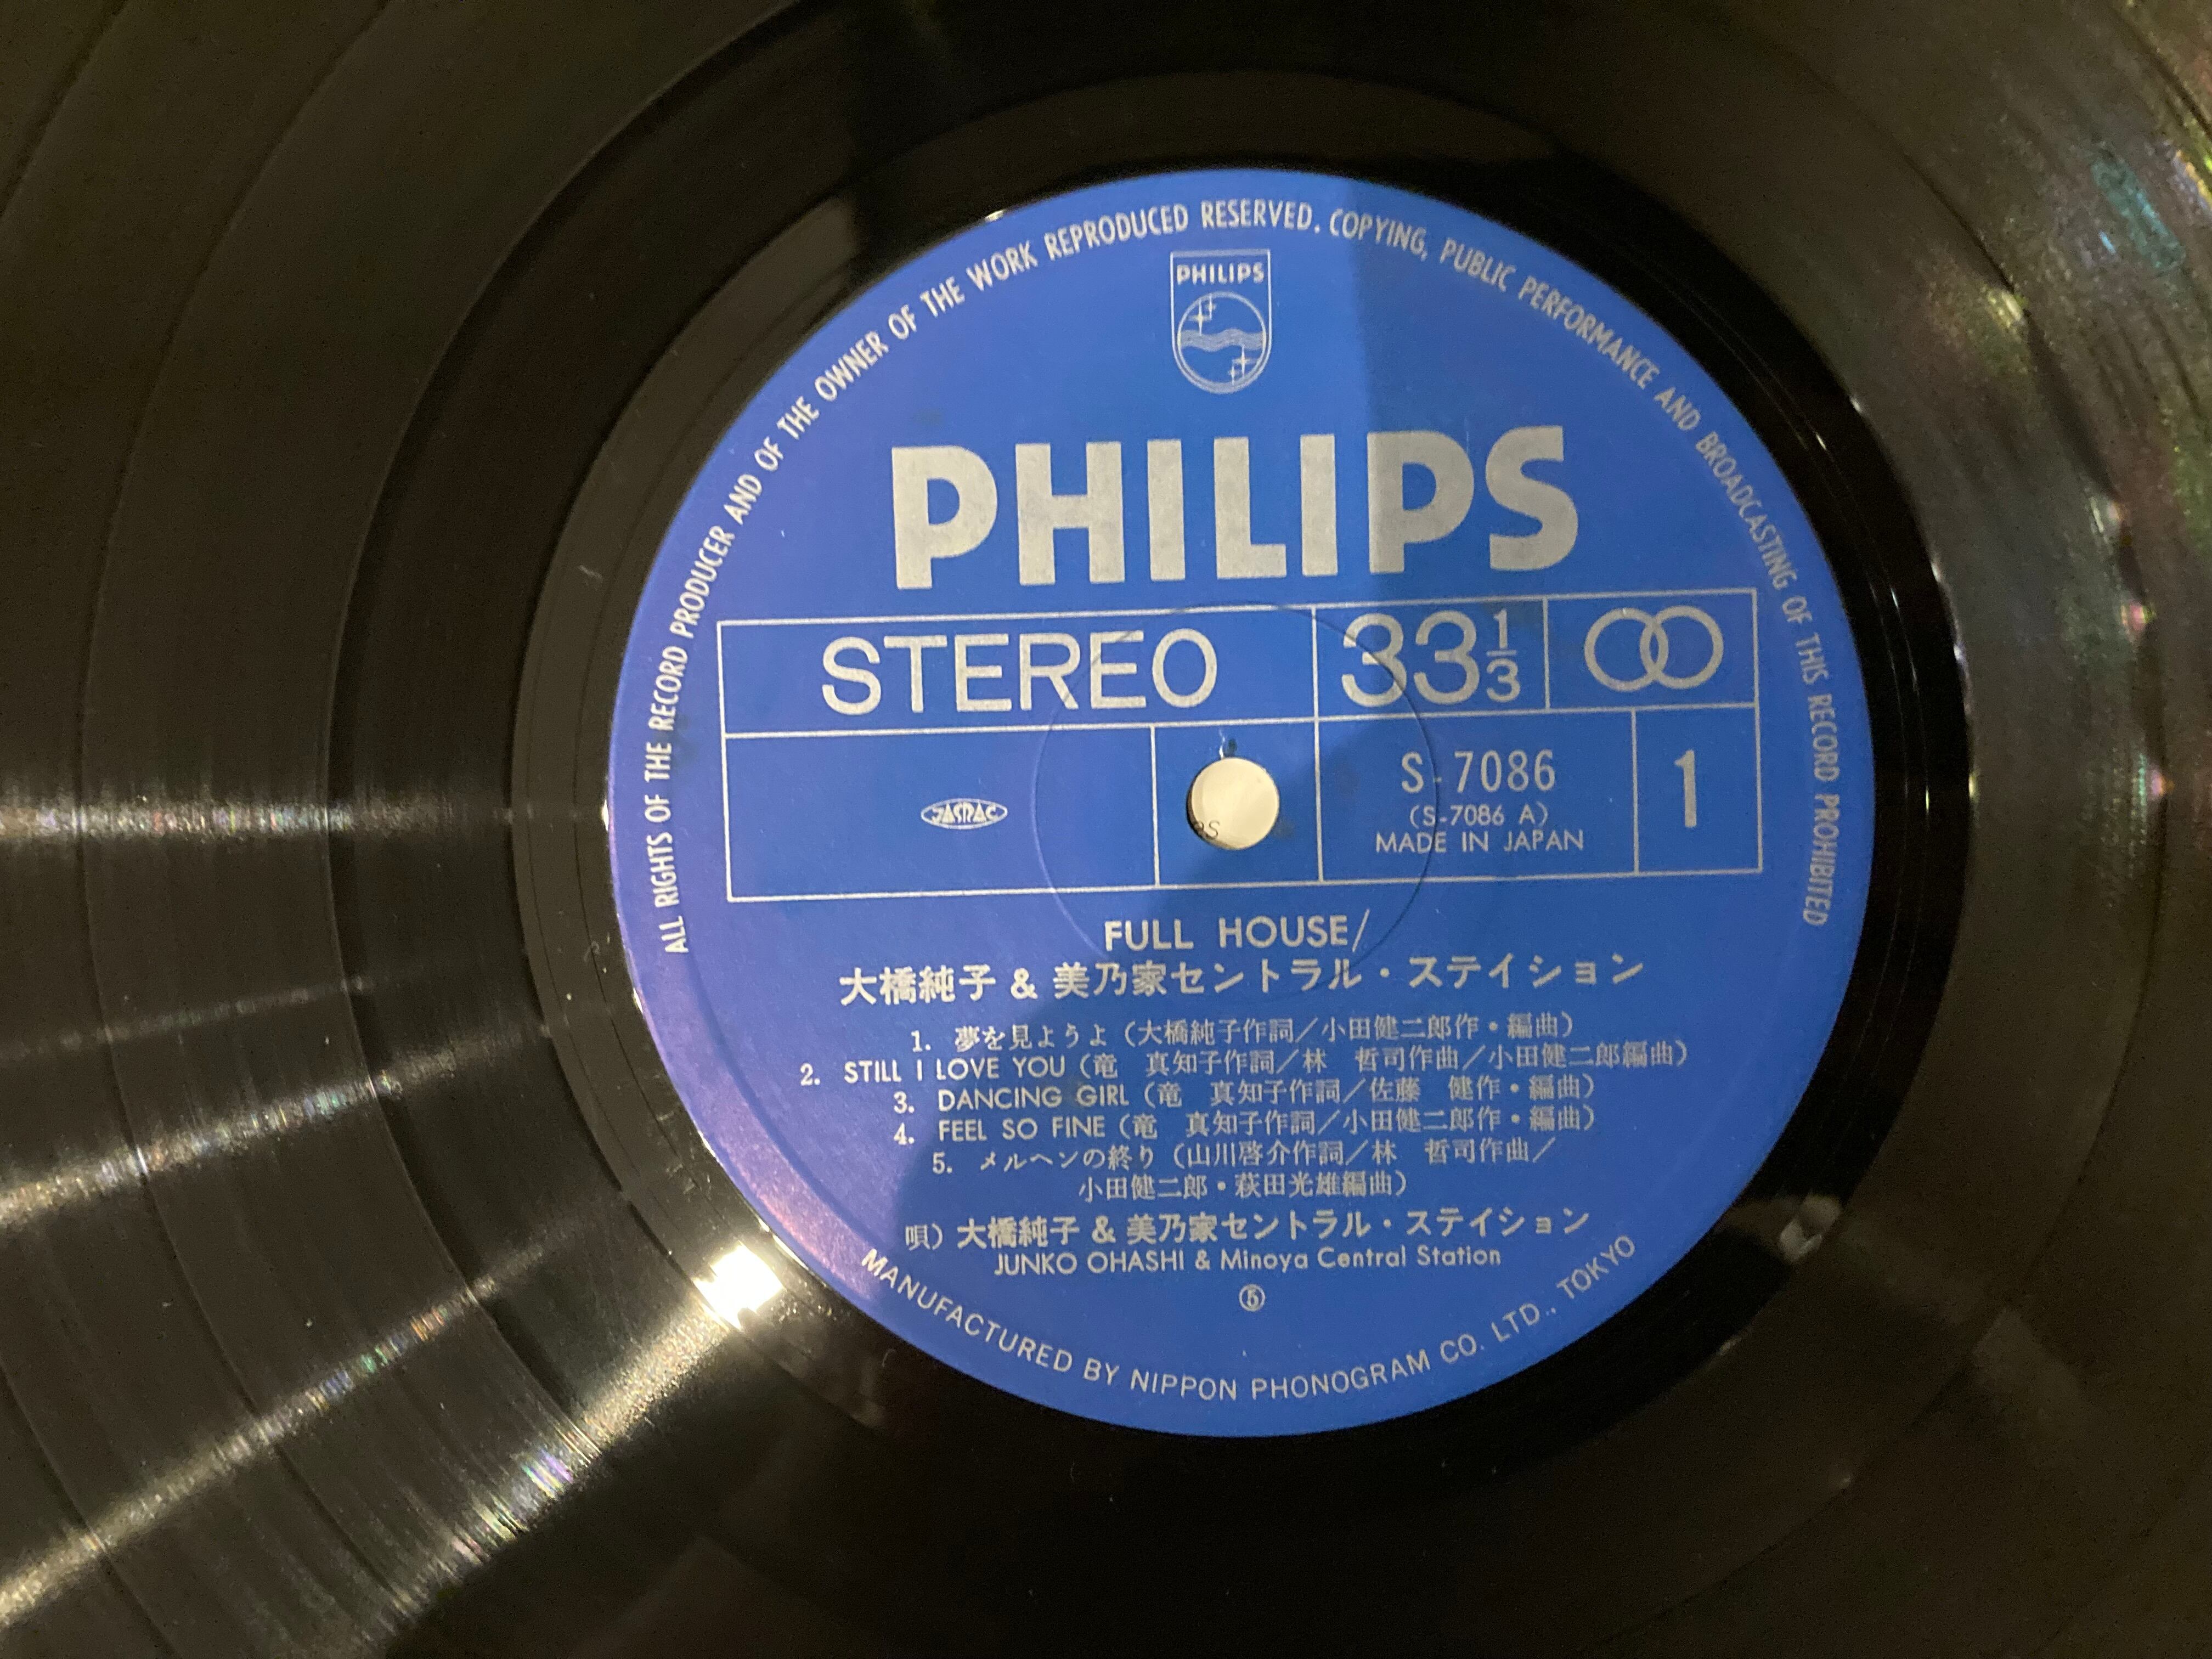 ALL RIGHTS OF THE RECORD PRODUCER AND OF THE OWNER OF THE WORK REPRODUCED RESERVED. COPYING, PUBLIC PERFORMANCE AND BROADCASTING OF THIS RECORD PROHIBITED
PHILIPS
PHILIPS
STEREO 33 1/3
JASRAC
S-7086 1
(S-7086 A)
MADE IN JAPAN
FULL HOUSE/
大橋純子 & 美乃家セントラル・ステイション
1. 夢を見ようよ(大橋純子作詞/小田健二郎作・編曲)
2. STILL I LOVE YOU(竜 真知子作詞/林 哲司作曲/小田健二郎編曲)
3. DANCING GIRL(竜 真知子作詞/佐藤 健作・編曲)
4. FEEL SO FINE(竜 真知子作詞/小田健二郎作・編曲)
5. メルヘンの終り(山川啓介作詞/林 哲司作曲/
小田健二郎・萩田光雄編曲)
唄)大橋純子 & 美乃家セントラル・ステイション
JUNKO OHASHI & Minoya Central Station
⑤
MANUFACTURED BY NIPPON PHONOGRAM CO. LTD., TOKYO